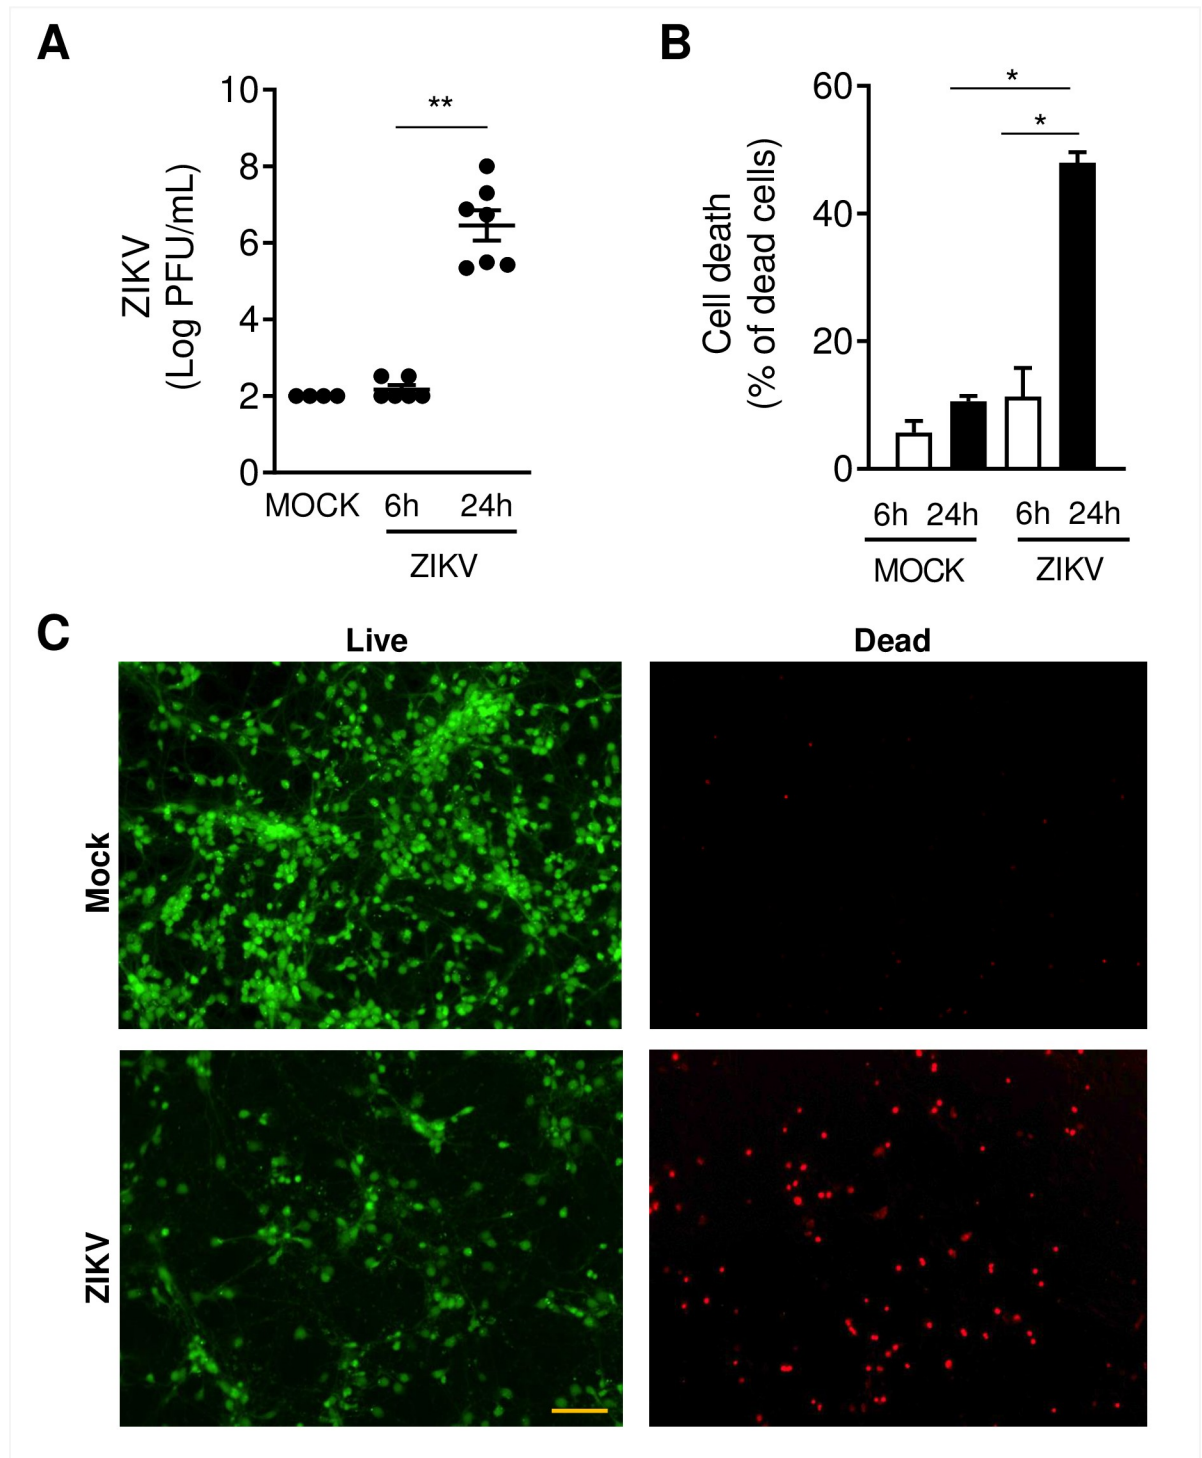 A
ZIKV
(Log PFU/mL)
10
8
6
4
2
0
**
MOCK 6h 24h
ZIKV
B
Cell death
(% of dead cells)
60
40
20
0
*
*
6h 24h 6h 24h
MOCK ZIKV
C
Live Dead
Mock
ZIKV